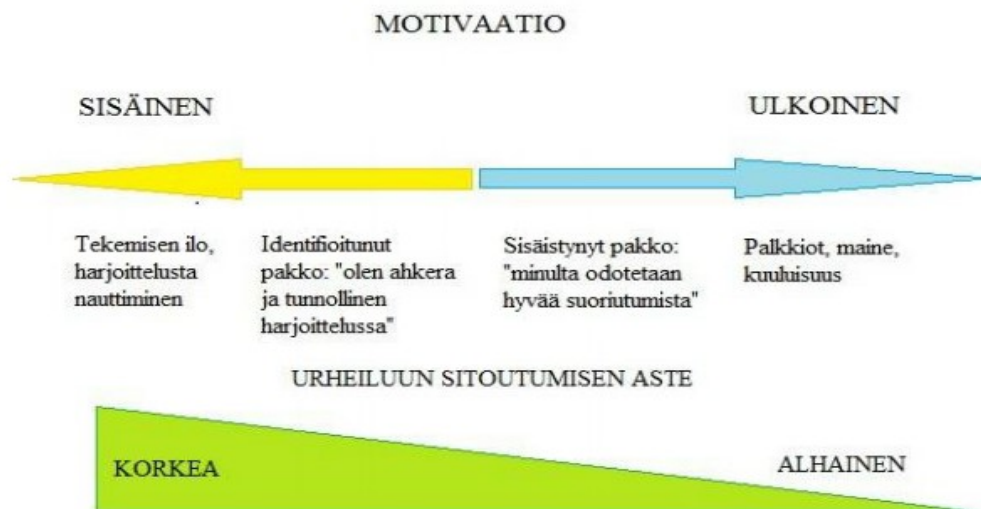 MOTIVAATIO
SISÄINEN
ULKOINEN
Tekemisen ilo,
harjoittelusta
nauttiminen
Identifioitunut
pakko: "olen ahkera
ja tunnollinen
harjoittelussa"
Sisäistynyt pakko:
"minulta odotetaan
hyvää suoriutumista"
Palkkiot, maine,
kuuluisuus
URHEILUUN SITOUTUMISEN ASTE
KORKEA
ALHAINEN